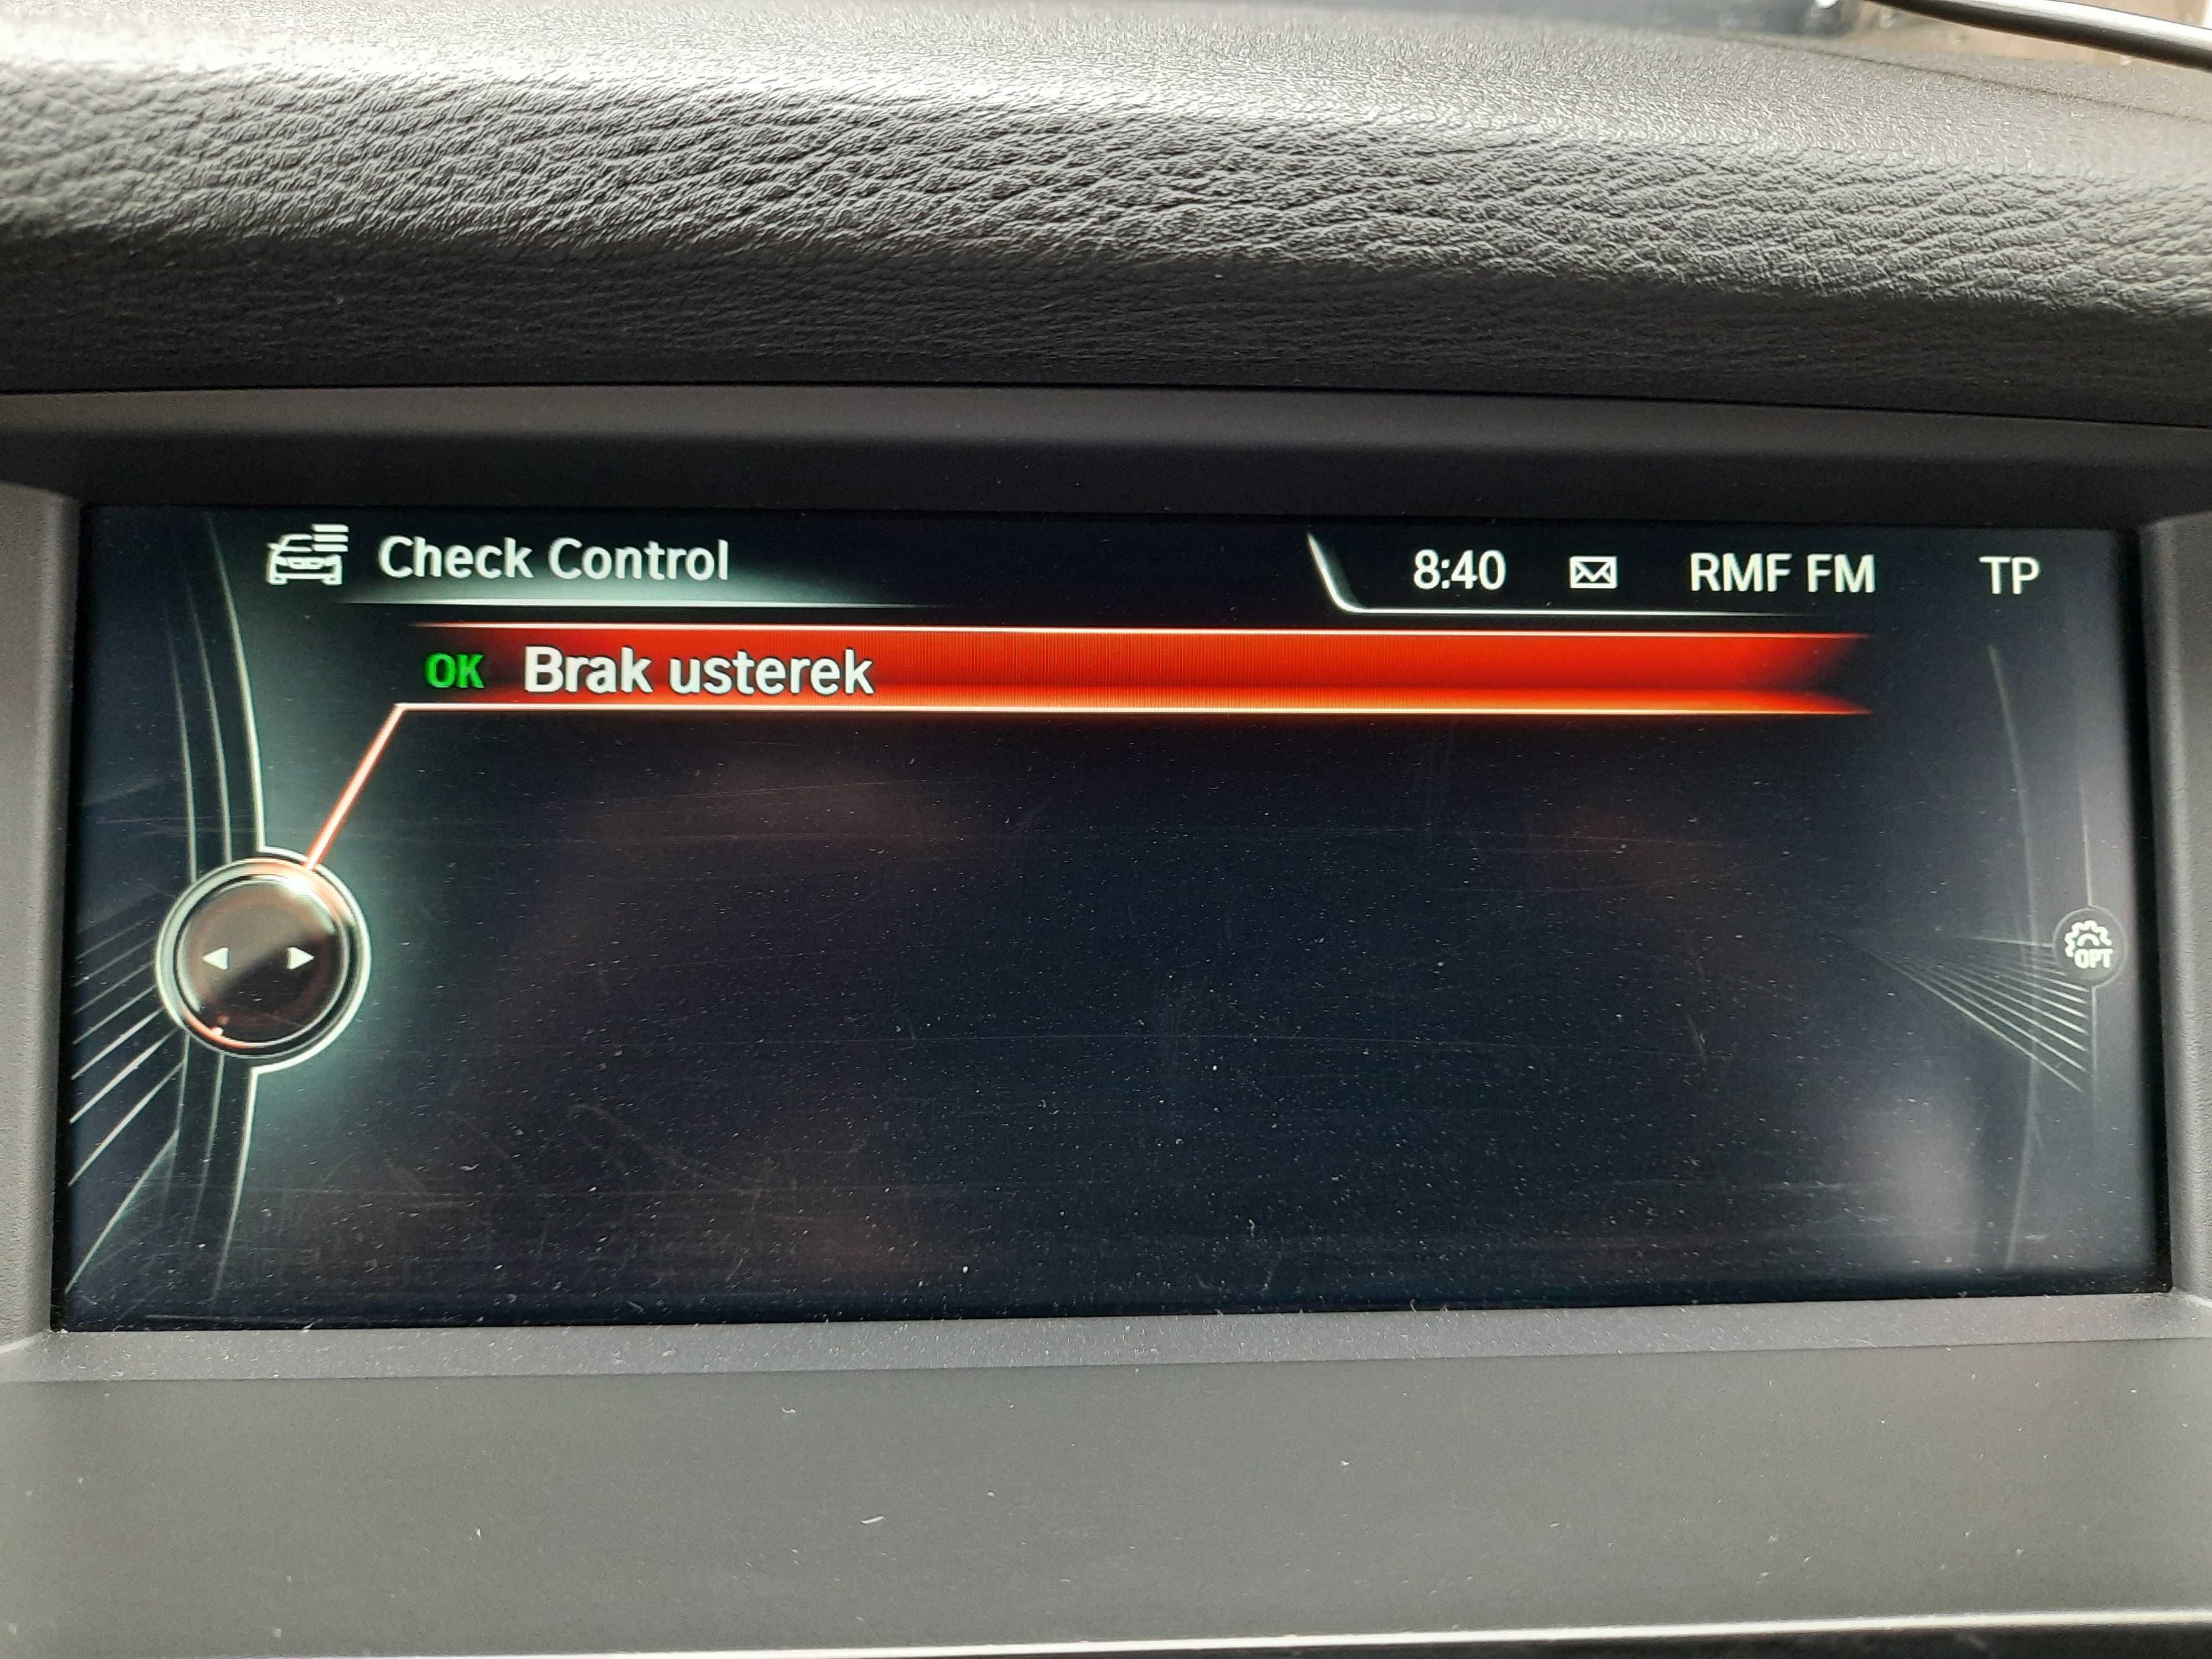 Check Control
8:40 RMF FM TP
OK Brak usterek
OPT